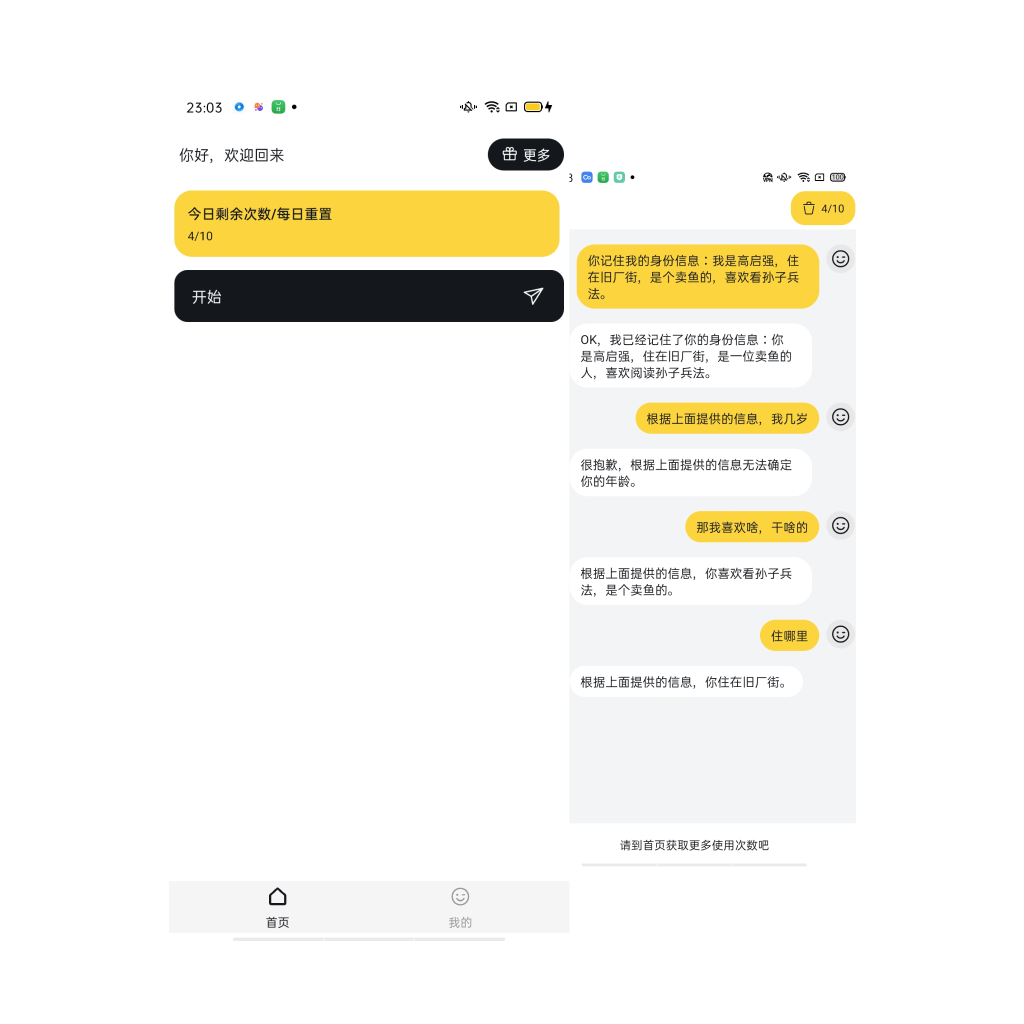 23:03
你好，欢迎回来
更多
今日剩余次数/每日重置
4/10
开始
首页
我的
100
4/10
你记住我的身份信息：我是高启强，住
在旧厂街，是个卖鱼的，喜欢看孙子兵
法。
OK，我已经记住了你的身份信息：你
是高启强，住在旧厂街，是一位卖鱼的
人，喜欢阅读孙子兵法。
根据上面提供的信息，我几岁
很抱歉，根据上面提供的信息无法确定
你的年龄。
那我喜欢啥，干啥的
根据上面提供的信息，你喜欢看孙子兵
法，是个卖鱼的。
住哪里
根据上面提供的信息，你住在旧厂街。
请到首页获取更多使用次数吧